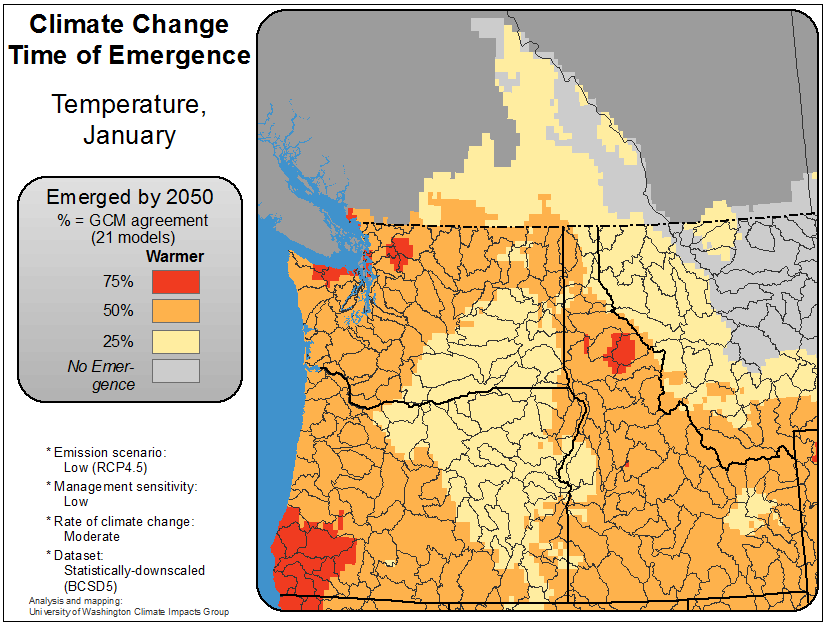 Climate Change
Time of Emergence
Temperature,
January
Emerged by 2050
% = GCM agreement
(21 models)
Warmer
75%
50%
25%
No Emer-
gence
* Emission scenario:
Low (RCP4.5)
* Management sensitivity:
Low
* Rate of climate change:
Moderate
* Dataset:
Statistically-downscaled
(BCSD5)
Analysis and mapping:
University of Washington Climate Impacts Group